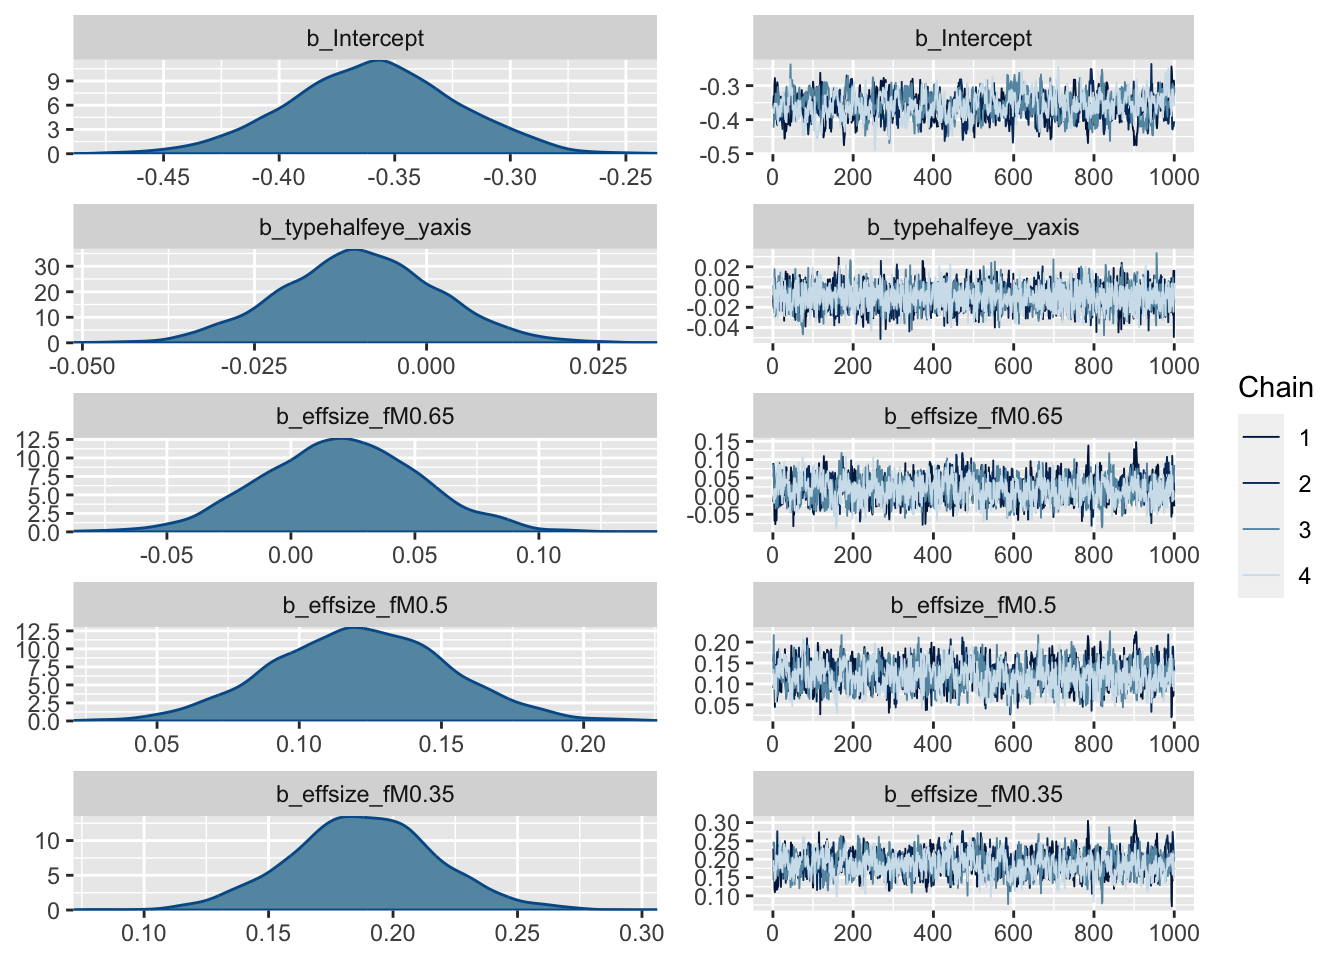 b_Intercept
9
6
3
0
-0.45 -0.40 -0.35 -0.30 -0.25
b_Intercept
-0.3
-0.4
-0.5
0 200 400 600 800 1000
b_typehalfeye_yaxis
30
20
10
0
-0.050 -0.025 0.000 0.025
b_typehalfeye_yaxis
0.02
0.00
-0.02
-0.04
0 200 400 600 800 1000
b_effsize_fM0.65
12.5
10.0
7.5
5.0
2.5
0.0
-0.05 0.00 0.05 0.10
b_effsize_fM0.65
0.15
0.10
0.05
0.00
-0.05
0 200 400 600 800 1000
b_effsize_fM0.5
12.5
10.0
7.5
5.0
2.5
0.0
0.05 0.10 0.15 0.20
b_effsize_fM0.5
0.20
0.15
0.10
0.05
0 200 400 600 800 1000
b_effsize_fM0.35
10
5
0
0.10 0.15 0.20 0.25 0.30
b_effsize_fM0.35
0.30
0.25
0.20
0.15
0.10
0 200 400 600 800 1000
Chain
1
2
3
4